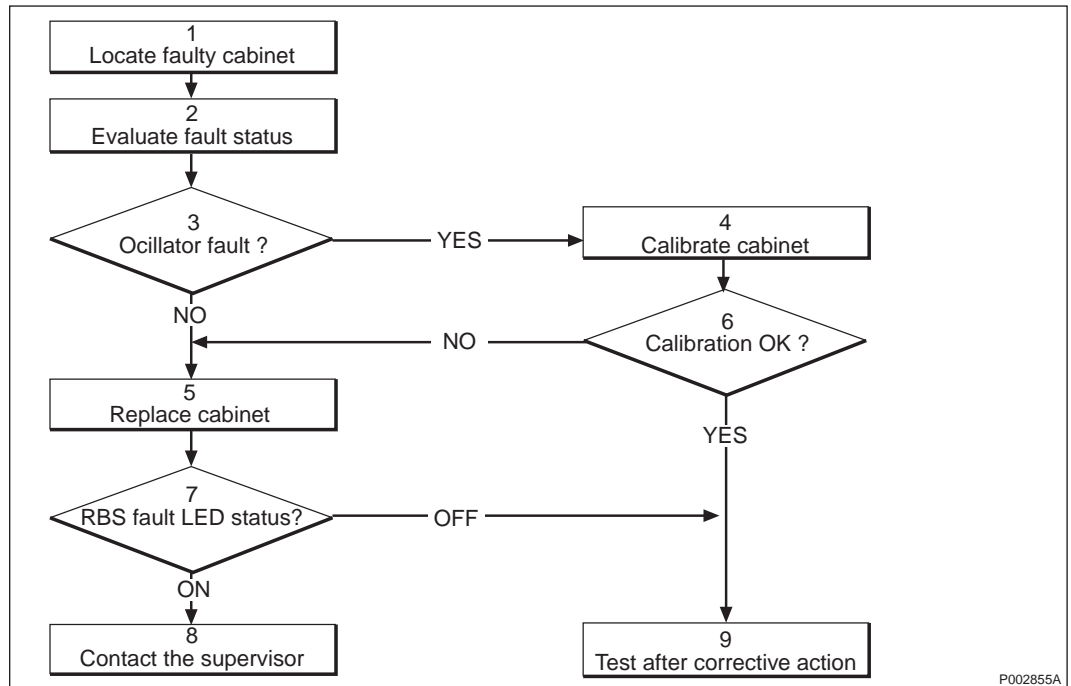 1
Locate faulty cabinet
2
Evaluate fault status
3
Ocillator fault ?
YES
4
Calibrate cabinet
NO
6
Calibration OK ?
NO
5
Replace cabinet
YES
7
RBS fault LED status?
OFF
ON
8
Contact the supervisor
9
Test after corrective action
P002855A